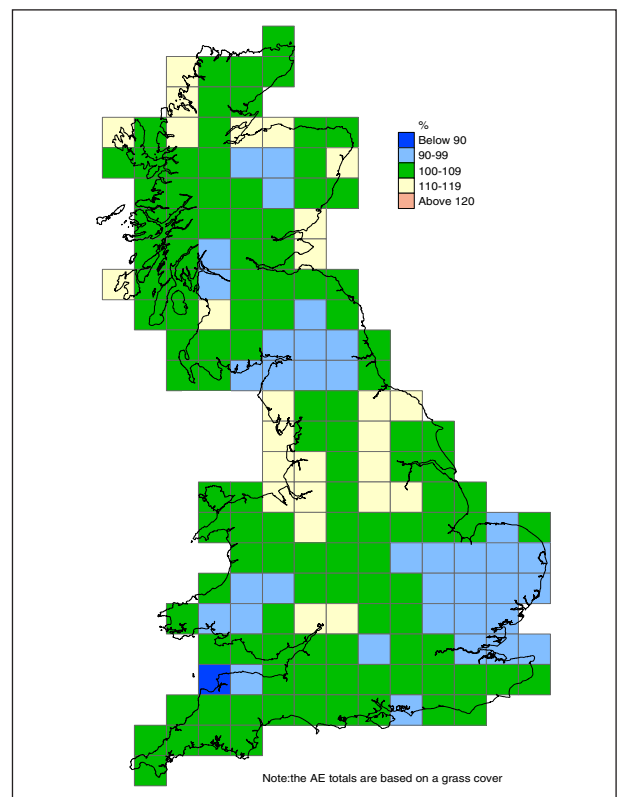 %
Below 90
90-99
100-109
110-119
Above 120
Note:the AE totals are based on a grass cover